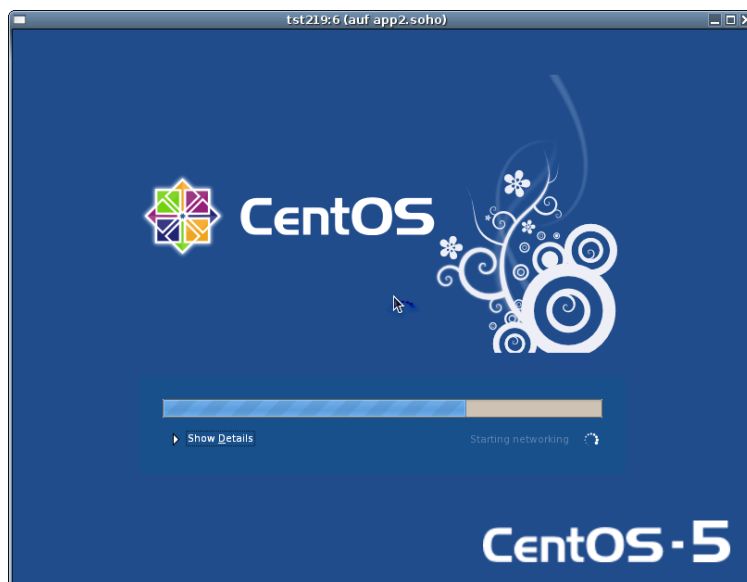 tst219:6 (auf app2.soho)
CentOS
Show Details
Starting networking
CentOS-5